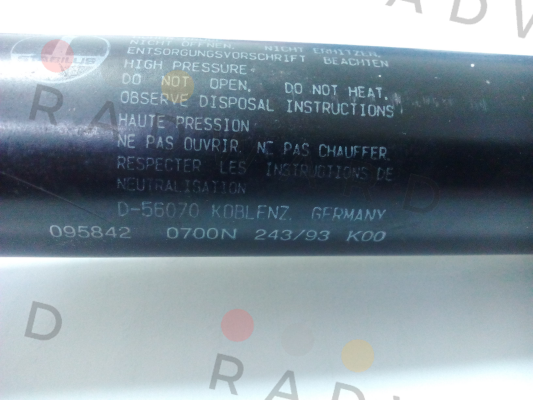 STABILUS
NICHT ÖFFNEN. NICHT ERHITZEN.
ENTSORGUNGSVORSCHRIFT BEACHTEN
HIGH PRESSURE
DO NOT OPEN. DO NOT HEAT.
OBSERVE DISPOSAL INSTRUCTIONS
HAUTE PRESSION
NE PAS OUVRIR. NE PAS CHAUFFER.
RESPECTER LES INSTRUCTIONS DE
NEUTRALISATION
D-56070 KOBLENZ, GERMANY
095842 0700N 243/93 K00